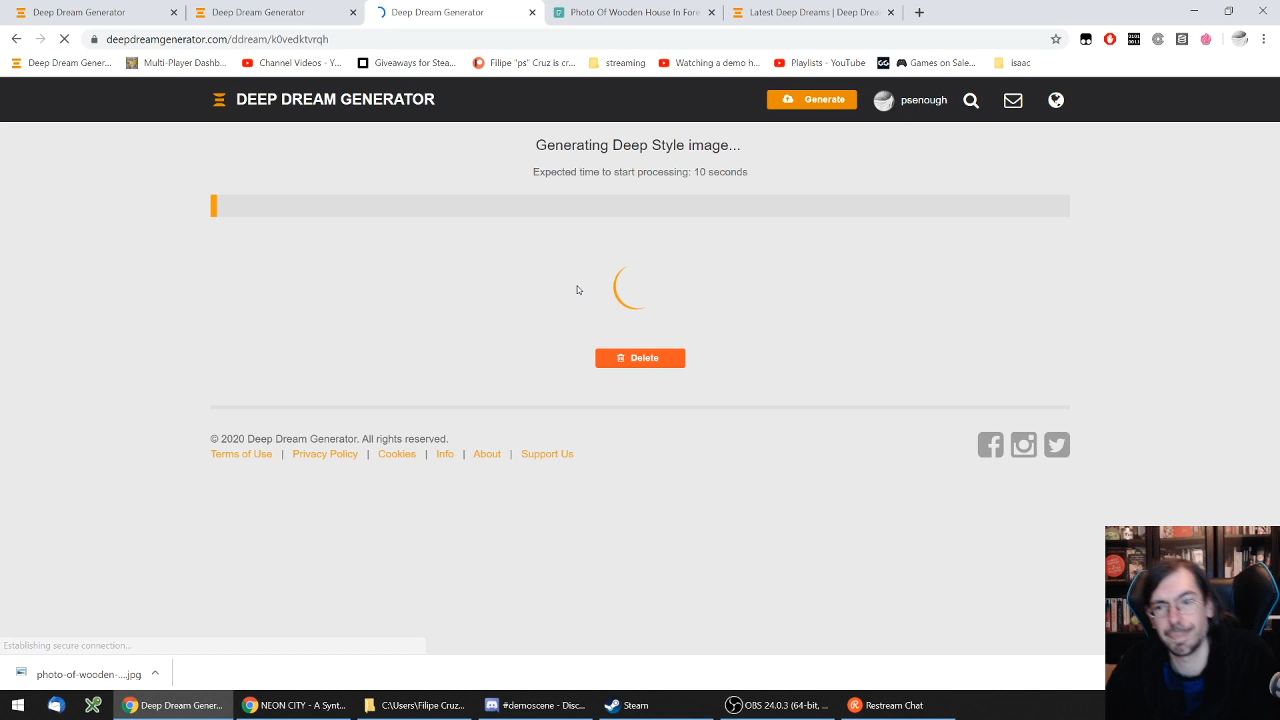 Deep Dream Generator
Deep Dream Generator
Deep Dream Generator
Photo Of Wooden House In Fore
Latest Deep Dreams | Deep Drea
deepdreamgenerator.com/ddream/k0vedktvrqh
Deep Dream Gener...
Multi-Player Dashb...
Channel Videos - Y...
Giveaways for Stea...
Filipe "ps" Cruz is cr...
streaming
Watching a demo h...
Playlists - YouTube
Games on Sale...
isaac
DEEP DREAM GENERATOR
Generate
psenough
Generating Deep Style image...
Expected time to start processing: 10 seconds
Delete
© 2020 Deep Dream Generator. All rights reserved.
Terms of Use | Privacy Policy | Cookies | Info | About | Support Us
Establishing secure connection...
photo-of-wooden-....jpg
Deep Dream Gener...
NEON CITY - A Synt...
C:\Users\Filipe Cruz...
#demoscene - Disc...
Steam
OBS 24.0.3 (64-bit, ...
Restream Chat